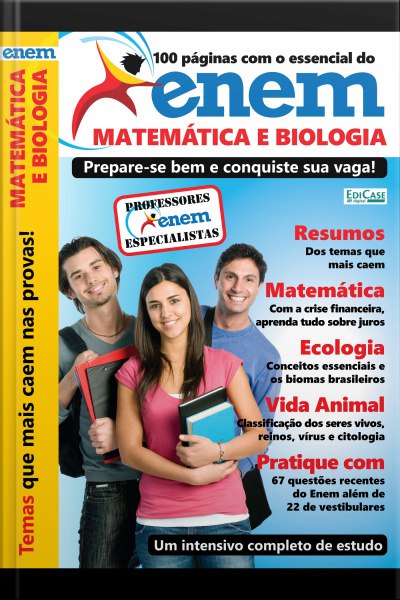 enem
MATEMÁTICA
E BIOLOGIA
Temas que mais caem nas provas!
100 páginas com o essencial do
enem
MATEMÁTICA E BIOLOGIA
Prepare-se bem e conquiste sua vaga!
EDICASE
digital
PROFESSORES
enem
ESPECIALISTAS
Resumos
Dos temas que
mais caem
Matemática
Com a crise financeira,
aprenda tudo sobre juros
Ecologia
Conceitos essenciais e
os biomas brasileiros
Vida Animal
Classificação dos seres vivos,
reinos, vírus e citologia
Pratique com
67 questões recentes
do Enem além de
22 de vestibulares
Um intensivo completo de estudo